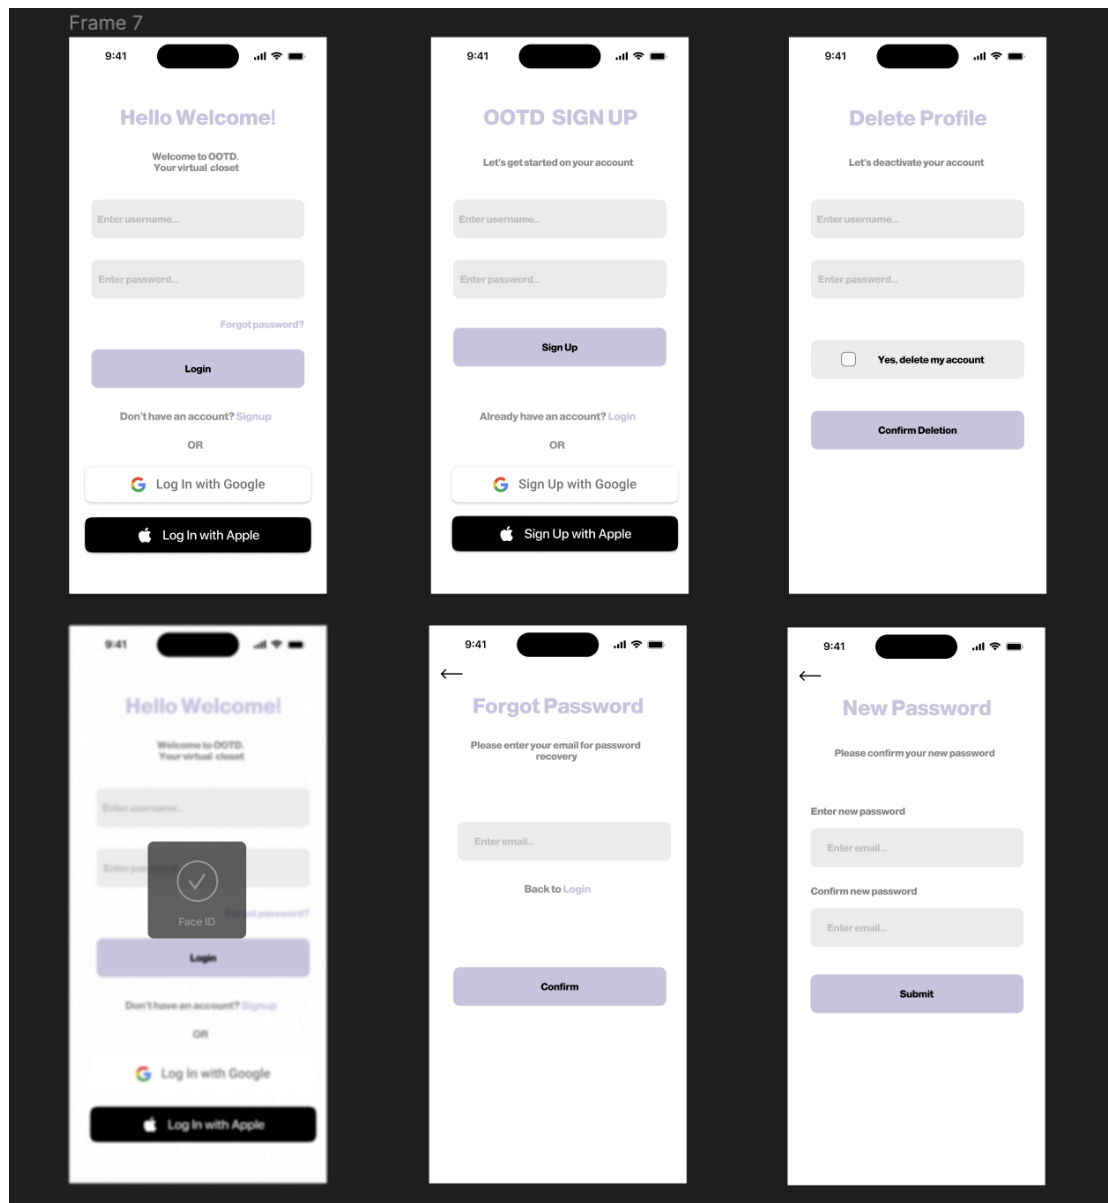 Frame 7
9:41
Hello Welcome!
Welcome to OOTD.
Your virtual closet
Enter username...
Enter password...
Forgot password?
Login
Don't have an account? Signup
OR
Log In with Google
Log In with Apple
9:41
OOTD SIGN UP
Let's get started on your account
Enter username...
Enter password...
Sign Up
Already have an account? Login
OR
Sign Up with Google
Sign Up with Apple
9:41
Delete Profile
Let's deactivate your account
Enter username...
Enter password...
Yes, delete my account
Confirm Deletion
9:41
Hello Welcome!
Welcome to OOTD.
Your virtual closet
Enter username...
Enter
Face ID
password?
Login
Don't have an account? Signup
OR
Log In with Google
Log In with Apple
9:41
Forgot Password
Please enter your email for password
recovery
Enter email...
Back to Login
Confirm
9:41
New Password
Please confirm your new password
Enter new password
Enter email...
Confirm new password
Enter email...
Submit